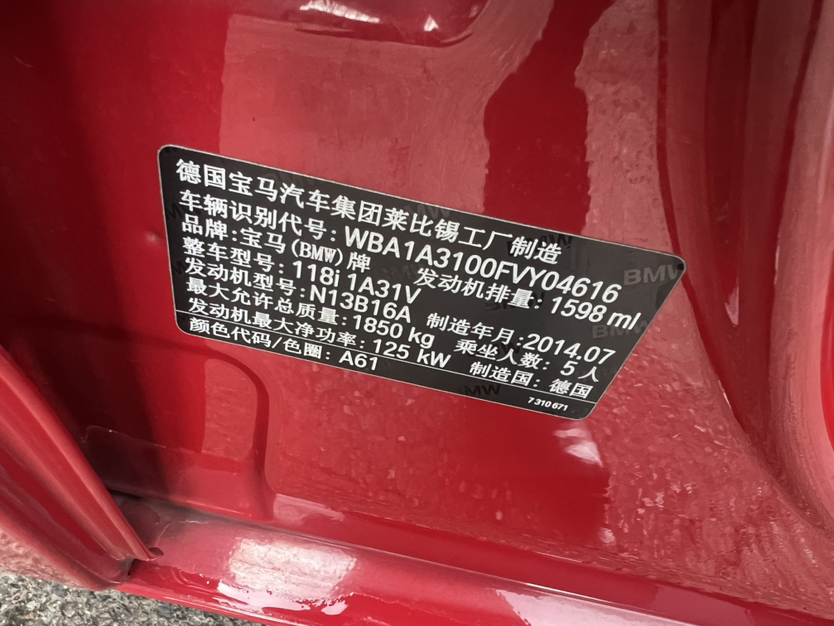 德国宝马汽车集团莱比锡工厂制造
车辆识别代号: WBA1A3100FVY04616
品牌: 宝马(BMW)牌 发动机排量: 1598 ml
整车型号: 118i 1A31V
发动机型号: N13B16A 制造年月: 2014.07
最大允许总质量: 1850 kg 乘坐人数: 5 人
发动机最大净功率: 125 kW 制造国: 德国
颜色代码/色圈: A61
7 310 671